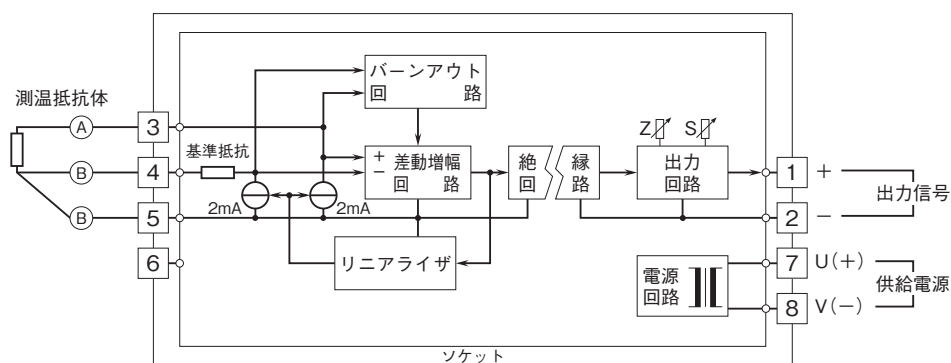 測温抵抗体
A
B
B
3
4
5
6
基準抵抗
バーンアウト
回路
+
−
差動増幅
回路
2mA
2mA
リニアライザ
絶縁
回路
Z
S
出力
回路
1
+
2
−
出力信号
電源
回路
7
U(+)
8
V(−)
供給電源
ソケット